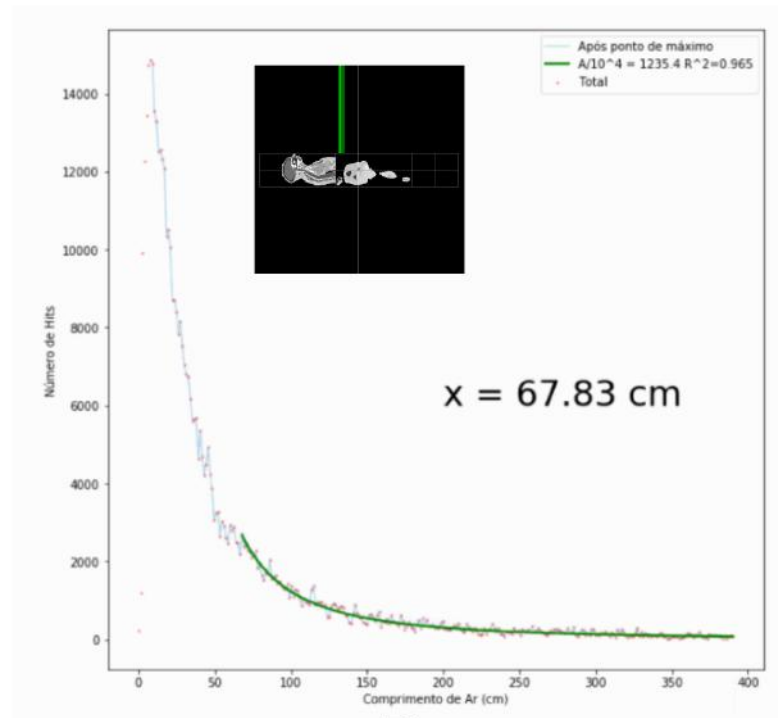 Após ponto de máximo
A/10^4 = 1235.4 R^2=0.965
Total
14000
12000
10000
8000
6000
4000
2000
0
Número de Hits
x = 67.83 cm
0 50 100 150 200 250 300 350 400
Comprimento de Ar (cm)